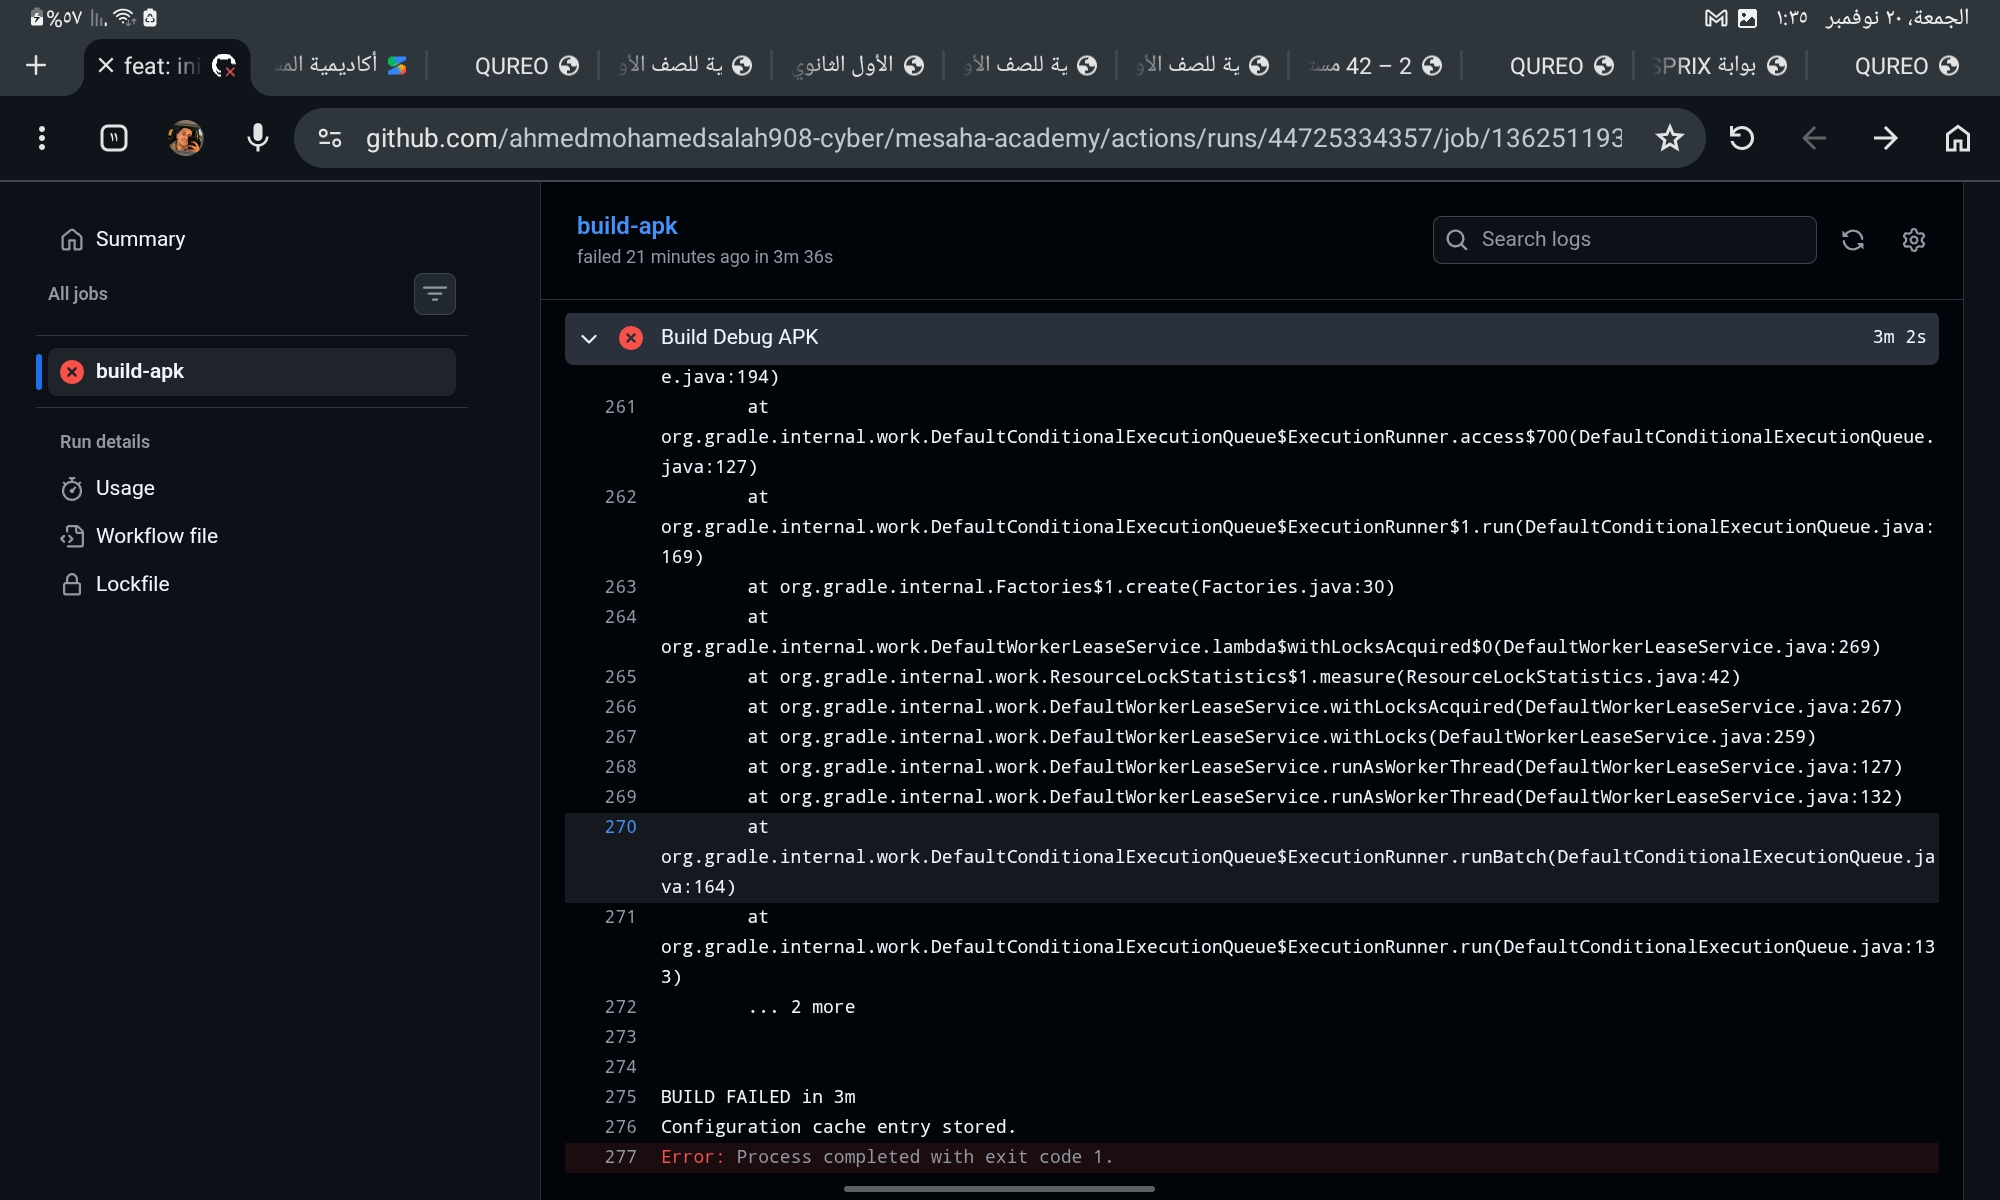 %٥٧
١:٣٥ الجمعة، ٢٠ نوفمبر
feat: ini
أكاديمية المس
QUREO
ية للصف الأو
الأول الثانوي
ية للصف الأو
ية للصف الأو
2 – 42 مست
QUREO
بوابة SPRIX
QUREO
github.com/ahmedmohamedsalah908-cyber/mesaha-academy/actions/runs/44725334357/job/136251193
Summary
All jobs
build-apk
Run details
Usage
Workflow file
Lockfile
build-apk
failed 21 minutes ago in 3m 36s
Search logs
Build Debug APK
3m 2s
e.java:194)
261 at
org.gradle.internal.work.DefaultConditionalExecutionQueue$ExecutionRunner.access$700(DefaultConditionalExecutionQueue.
java:127)
262 at
org.gradle.internal.work.DefaultConditionalExecutionQueue$ExecutionRunner$1.run(DefaultConditionalExecutionQueue.java:
169)
263 at org.gradle.internal.Factories$1.create(Factories.java:30)
264 at
org.gradle.internal.work.DefaultWorkerLeaseService.lambda$withLocksAcquired$0(DefaultWorkerLeaseService.java:269)
265 at org.gradle.internal.work.ResourceLockStatistics$1.measure(ResourceLockStatistics.java:42)
266 at org.gradle.internal.work.DefaultWorkerLeaseService.withLocksAcquired(DefaultWorkerLeaseService.java:267)
267 at org.gradle.internal.work.DefaultWorkerLeaseService.withLocks(DefaultWorkerLeaseService.java:259)
268 at org.gradle.internal.work.DefaultWorkerLeaseService.runAsWorkerThread(DefaultWorkerLeaseService.java:127)
269 at org.gradle.internal.work.DefaultWorkerLeaseService.runAsWorkerThread(DefaultWorkerLeaseService.java:132)
270 at
org.gradle.internal.work.DefaultConditionalExecutionQueue$ExecutionRunner.runBatch(DefaultConditionalExecutionQueue.ja
va:164)
271 at
org.gradle.internal.work.DefaultConditionalExecutionQueue$ExecutionRunner.run(DefaultConditionalExecutionQueue.java:13
3)
272 ... 2 more
273
274
275 BUILD FAILED in 3m
276 Configuration cache entry stored.
277 Error: Process completed with exit code 1.